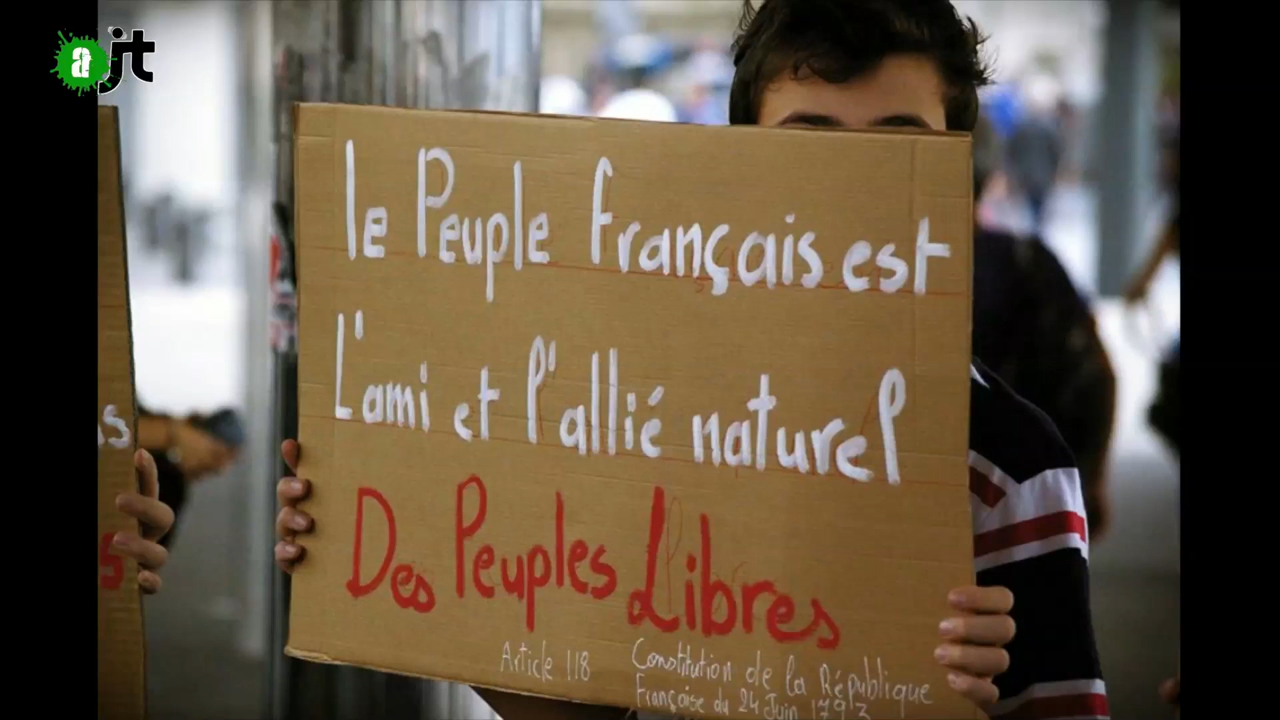 ajt
le Peuple français est
L'ami et l'allié naturel
Des Peuples Libres
Article 118
Constitution de la République
Française du 24 Juin 1793
is
s